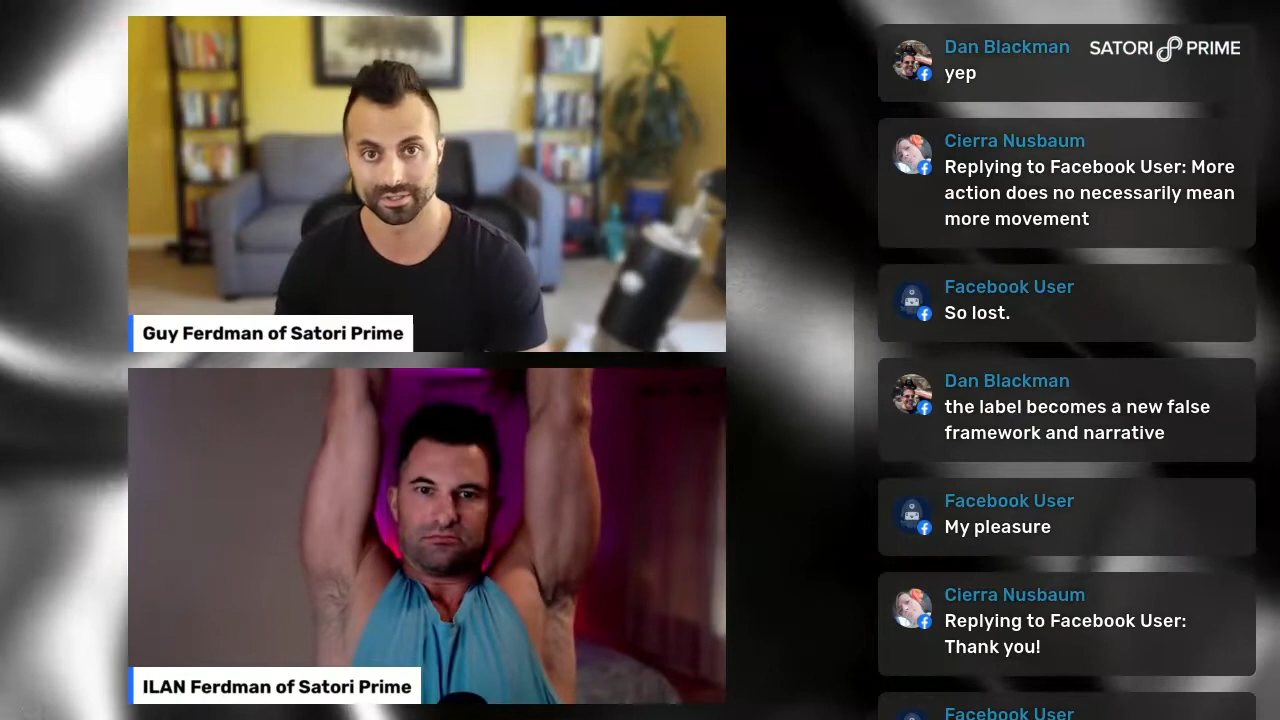 Guy Ferdman of Satori Prime
ILAN Ferdman of Satori Prime
SATORI PRIME
Dan Blackman
yep
Cierra Nusbaum
Replying to Facebook User: More
action does no necessarily mean
more movement
Facebook User
So lost.
Dan Blackman
the label becomes a new false
framework and narrative
Facebook User
My pleasure
Cierra Nusbaum
Replying to Facebook User:
Thank you!
Facebook User